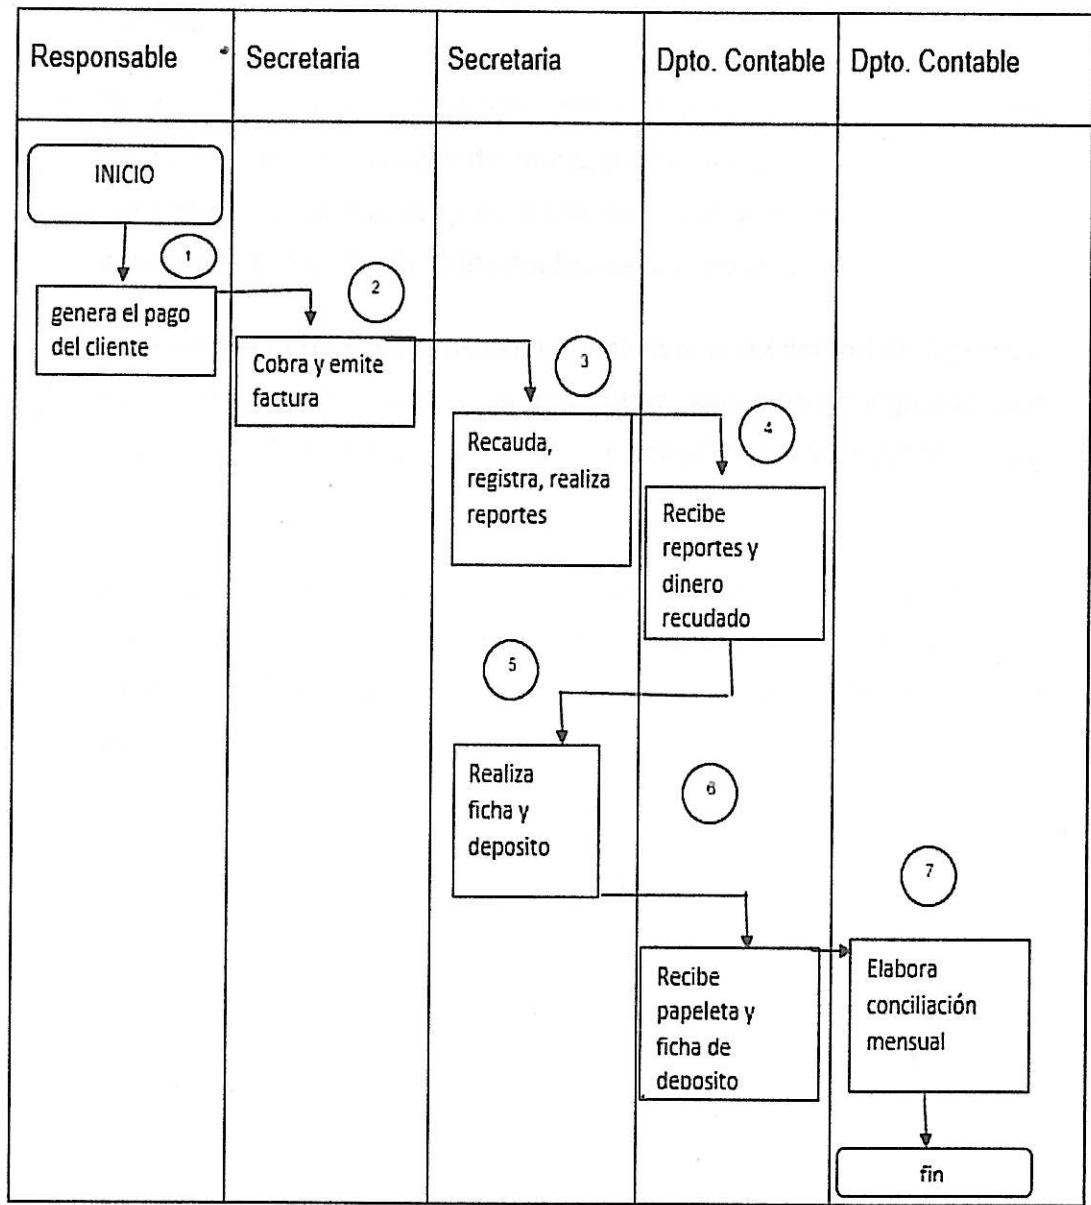 Responsable
Secretaria
Secretaria
Dpto. Contable
Dpto. Contable
INICIO
1
genera el pago
del cliente
2
Cobra y emite
factura
3
Recauda,
registra, realiza
reportes
4
Recibe
reportes y
dinero
recudado
5
Realiza
ficha y
deposito
6
Recibe
papeleta y
ficha de
deposito
7
Elabora
conciliación
mensual
fin